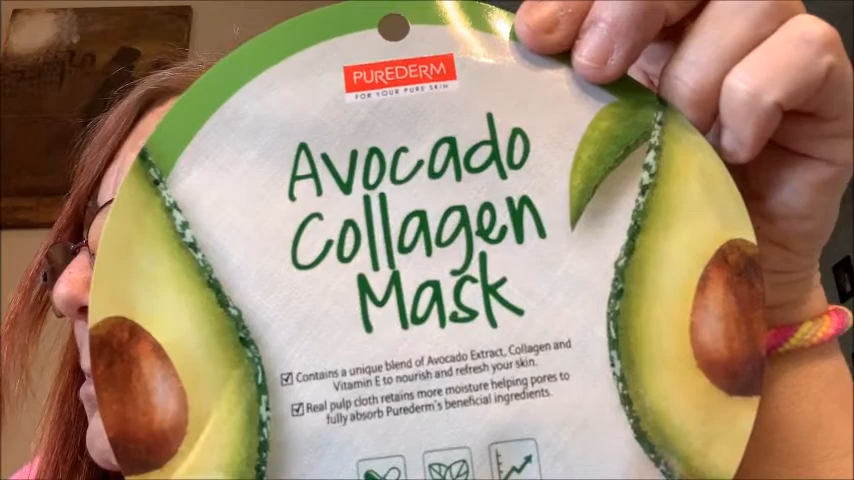 PUREDERM
FOR YOUR PURE SKIN
AVOCADO
Collagen
Mask
Contains a unique blend of Avocado Extract, Collagen and
Vitamin E to nourish and refresh your skin.
Real pulp cloth retains more moisture helping pores to
fully absorb Purederm's beneficial ingredients.